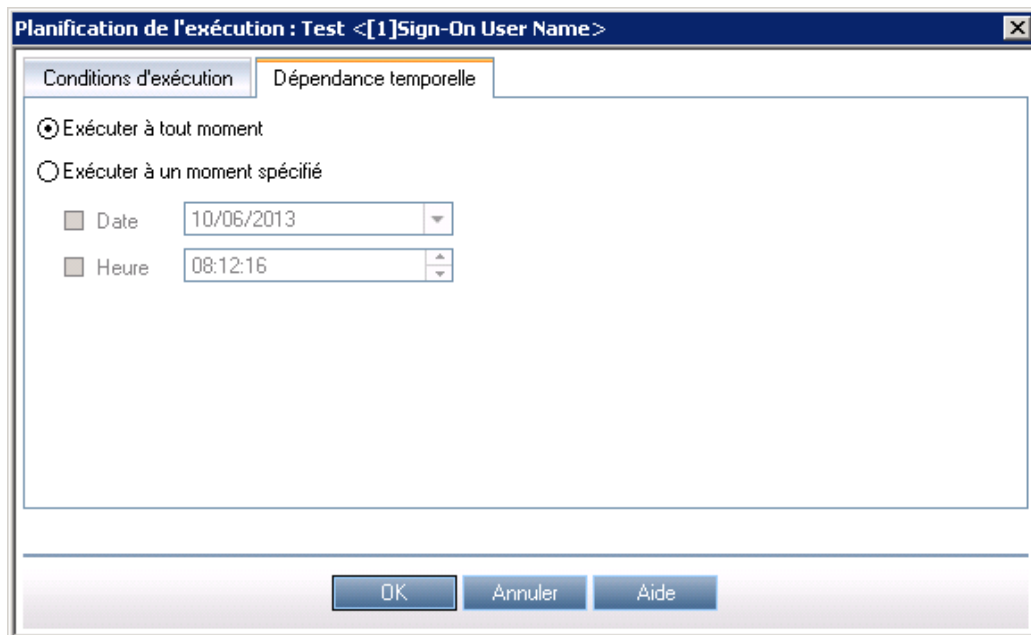 Planification de l'exécution : Test <[1]Sign-On User Name>
Conditions d'exécution
Dépendance temporelle
Exécuter à tout moment
Exécuter à un moment spécifié
Date 10/06/2013
Heure 08:12:16
OK Annuler Aide